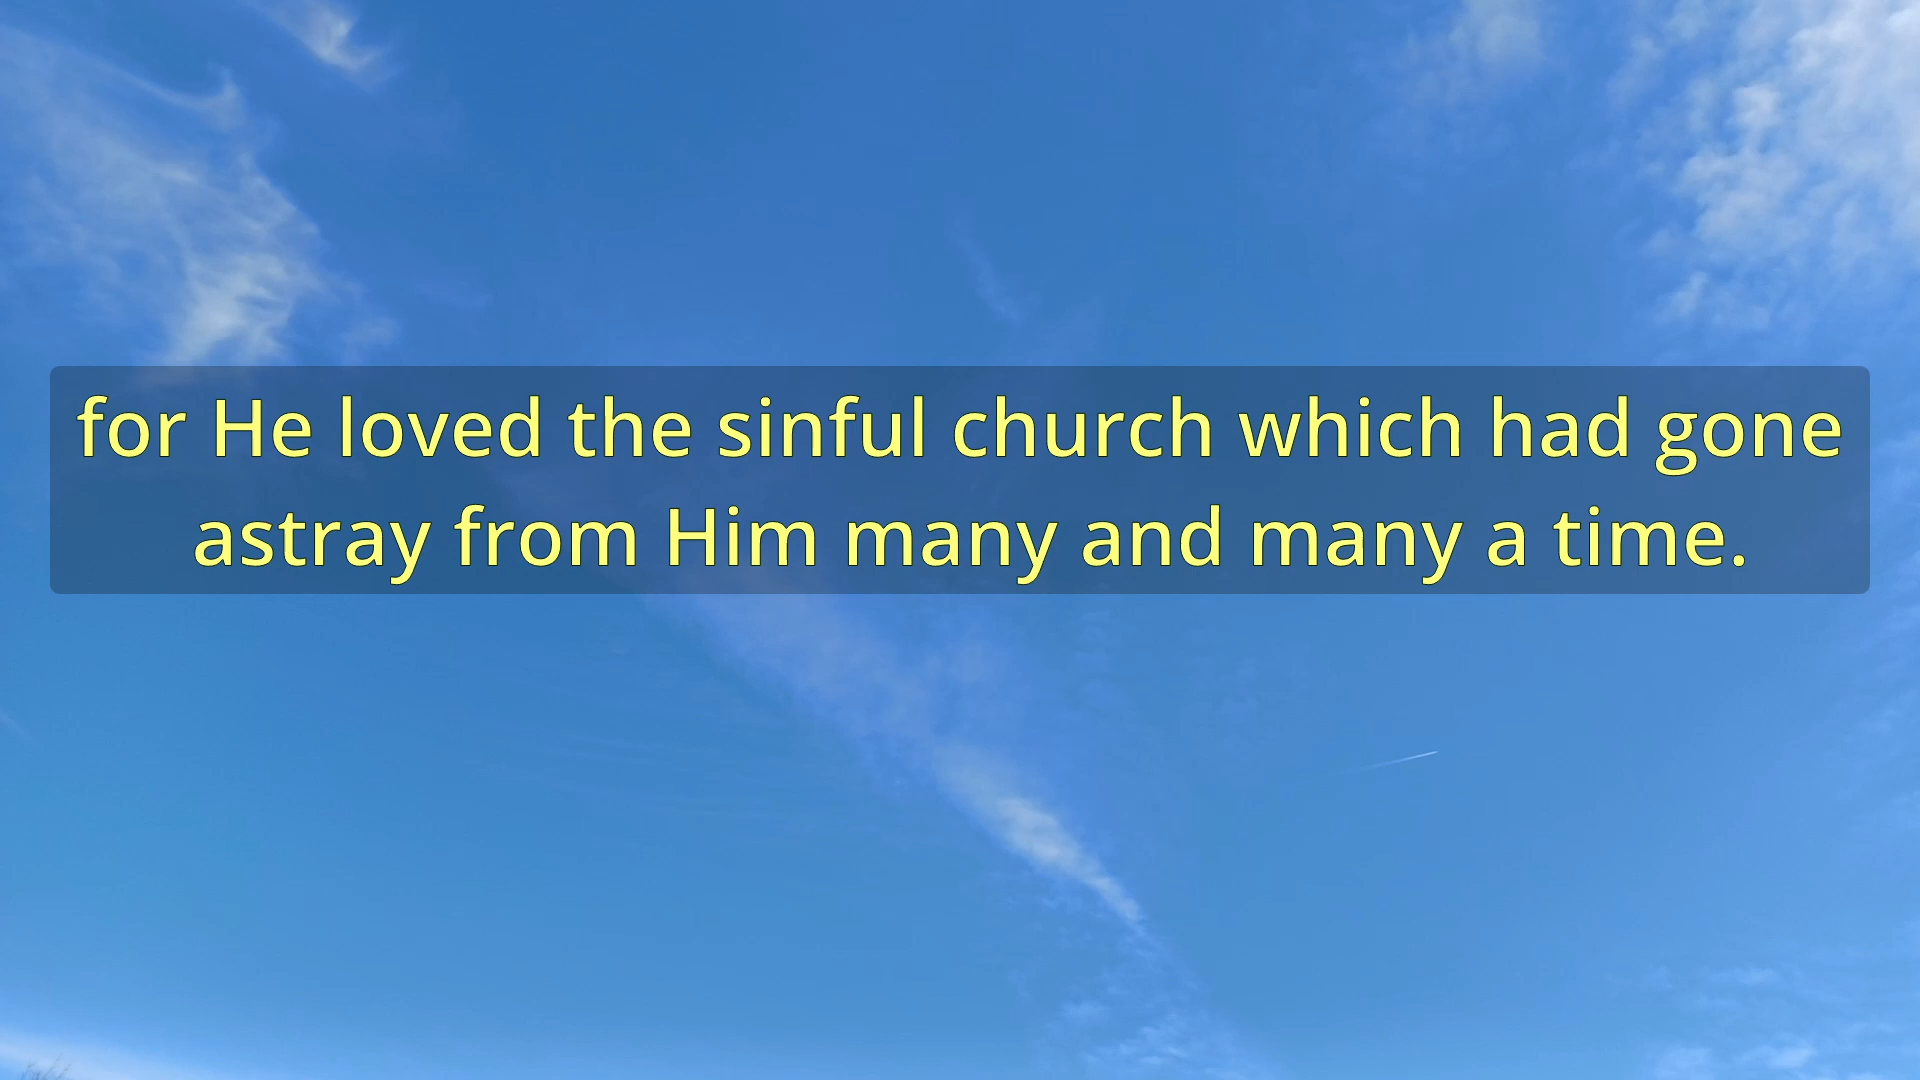 for He loved the sinful church which had gone
astray from Him many and many a time.